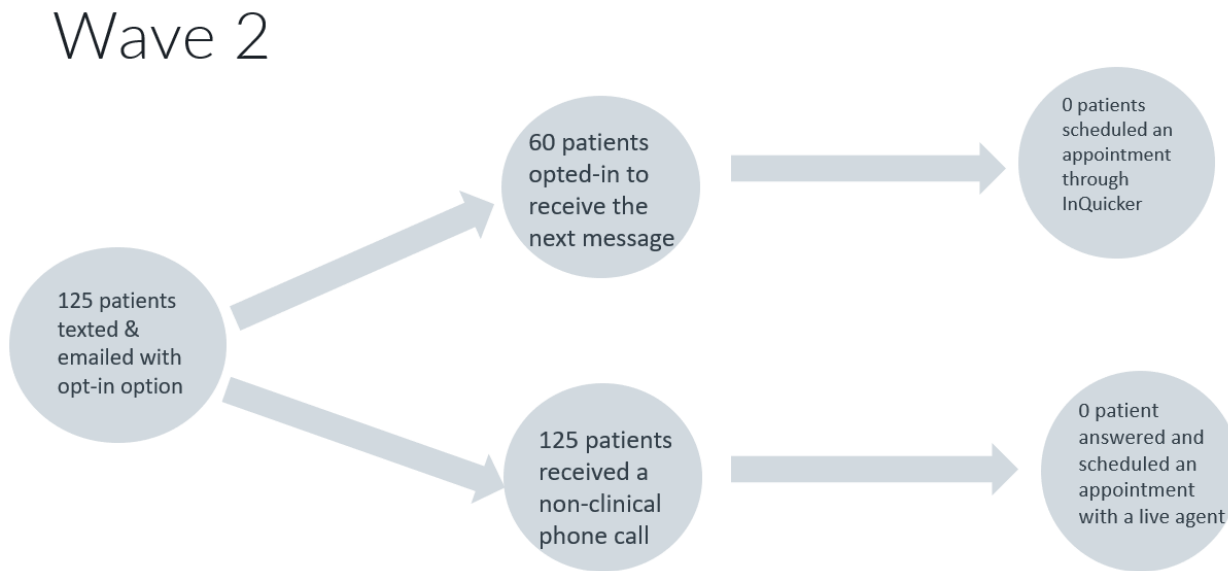 Wave 2
125 patients
texted &
emailed with
opt-in option
60 patients
opted-in to
receive the
next message
0 patients
scheduled an
appointment
through
InQuicker
125 patients
received a
non-clinical
phone call
0 patient
answered and
scheduled an
appointment
with a live agent